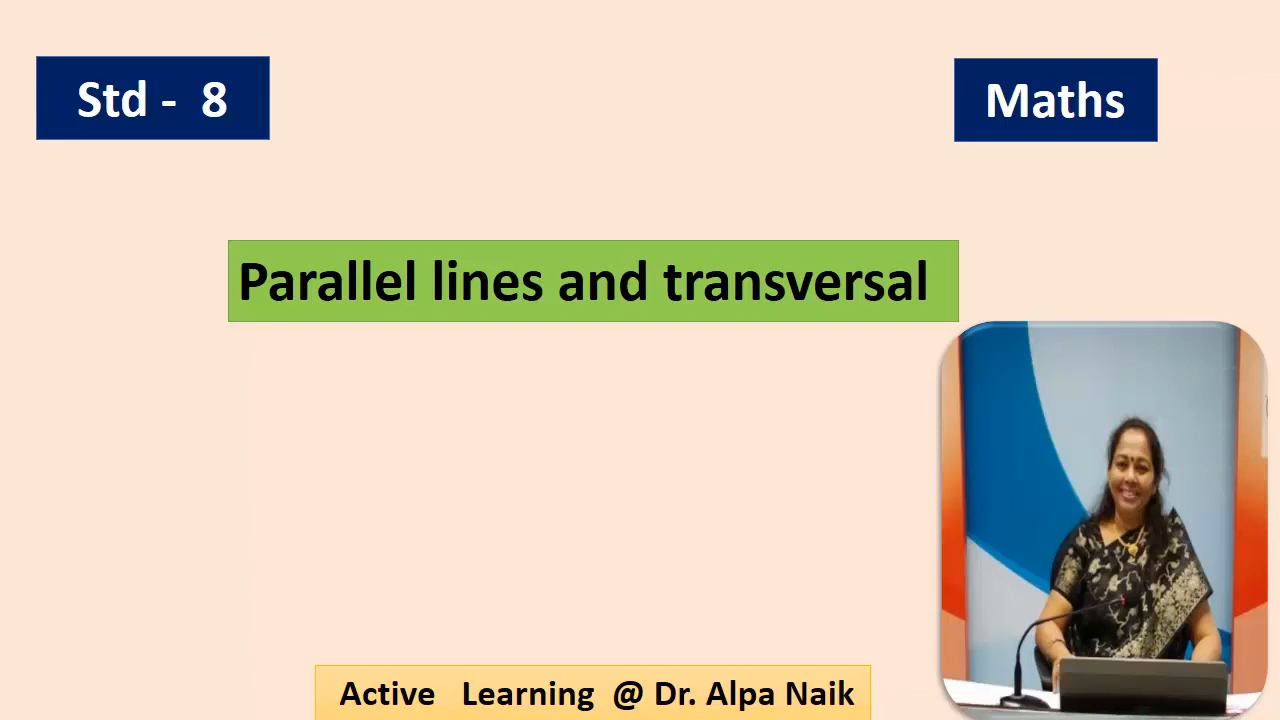 Std - 8
Maths
Parallel lines and transversal
Active Learning @ Dr. Alpa Naik